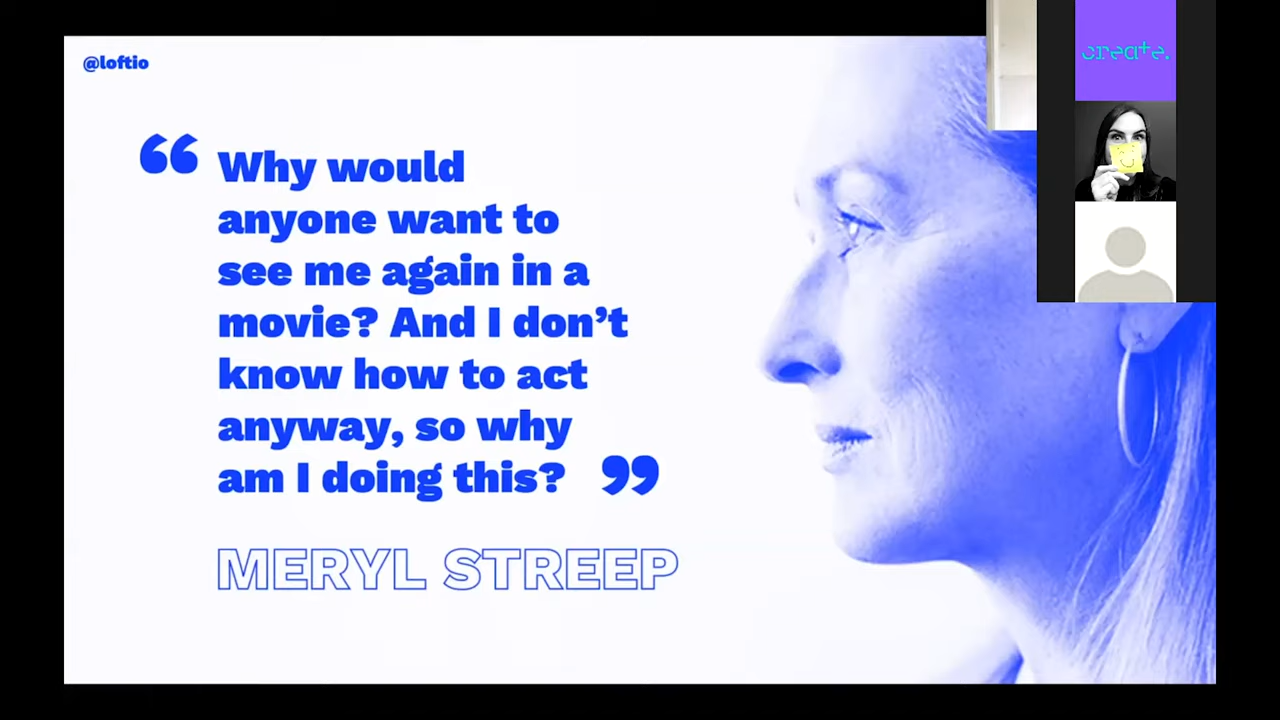 @loftio
create.
“ Why would
anyone want to
see me again in a
movie? And I don’t
know how to act
anyway, so why
am I doing this? ”
MERYL STREEP